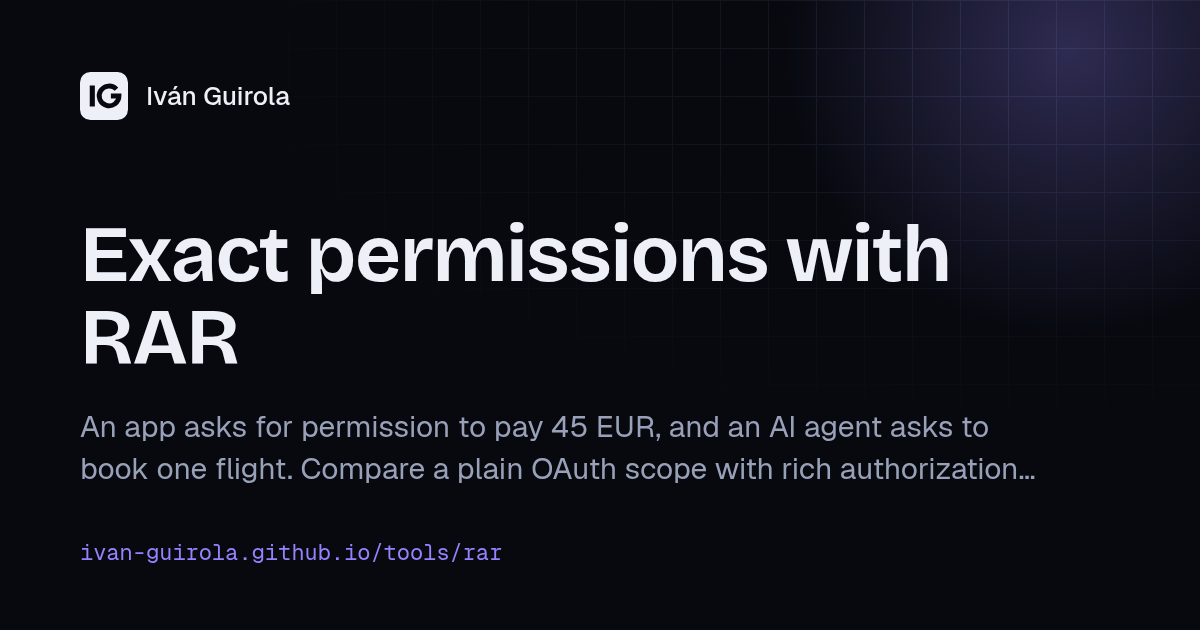 IG
Iván Guirola
Exact permissions with
RAR
An app asks for permission to pay 45 EUR, and an AI agent asks to
book one flight. Compare a plain OAuth scope with rich authorization…
ivan-guirola.github.io/tools/rar